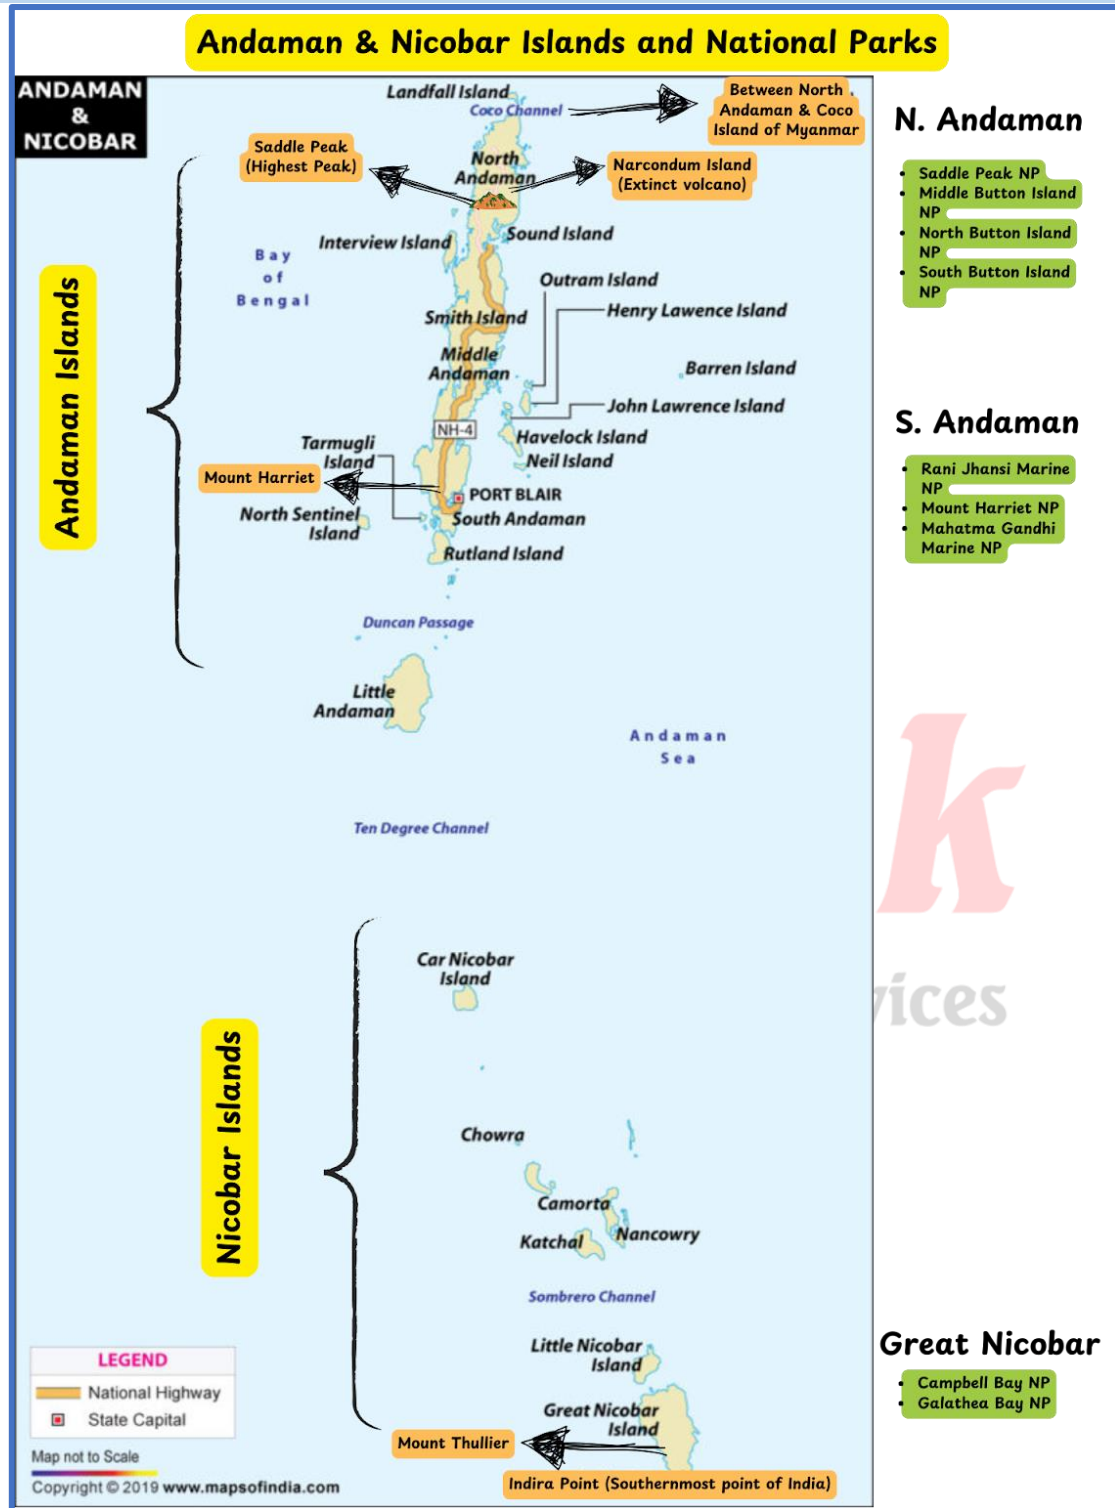 Andaman & Nicobar Islands and National Parks
ANDAMAN
&
NICOBAR
Landfall Island
Coco Channel
Between North
Andaman & Coco
Island of Myanmar
Saddle Peak
(Highest Peak)
North
Andaman
Narcondum Island
(Extinct volcano)
Interview Island
Sound Island
Bay
of
Bengal
Outram Island
Henry Lawence Island
Smith Island
Middle
Andaman
Barren Island
John Lawrence Island
NH-4
Havelock Island
Tarmugli
Island
Neil Island
Mount Harriet
PORT BLAIR
North Sentinel
Island
South Andaman
Rutland Island
Andaman Islands
Duncan Passage
Little
Andaman
Andaman
Sea
Ten Degree Channel
Car Nicobar
Island
Nicobar Islands
Chowra
Camorta
Nancowry
Katchal
Sombrero Channel
Little Nicobar
Island
Great Nicobar
Island
Mount Thullier
Indira Point (Southernmost point of India)
LEGEND
National Highway
State Capital
Map not to Scale
Copyright © 2019 www.mapsofindia.com
N. Andaman
• Saddle Peak NP
• Middle Button Island
NP
• North Button Island
NP
• South Button Island
NP
S. Andaman
• Rani Jhansi Marine
NP
• Mount Harriet NP
• Mahatma Gandhi
Marine NP
k
vices
Great Nicobar
• Campbell Bay NP
• Galathea Bay NP